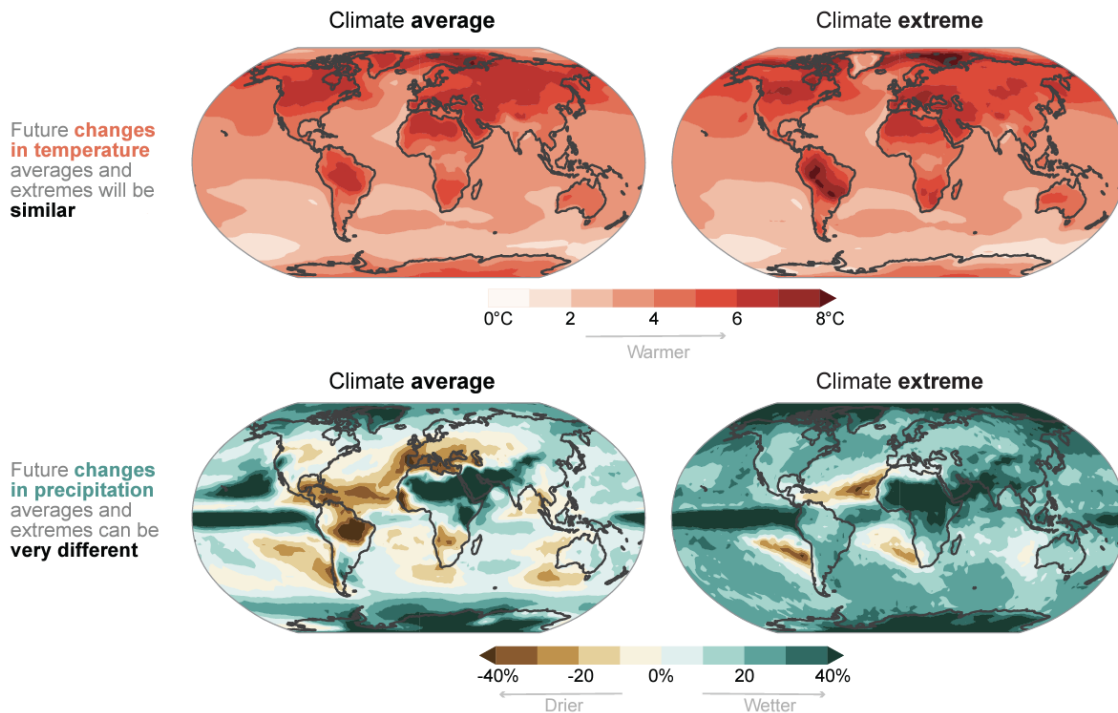 Climate average
Climate extreme
Future changes
in temperature
averages and
extremes will be
similar
0°C 2 4 6 8°C
Warmer
Climate average
Climate extreme
Future changes
in precipitation
averages and
extremes can be
very different
-40% -20 0% 20 40%
Drier
Wetter